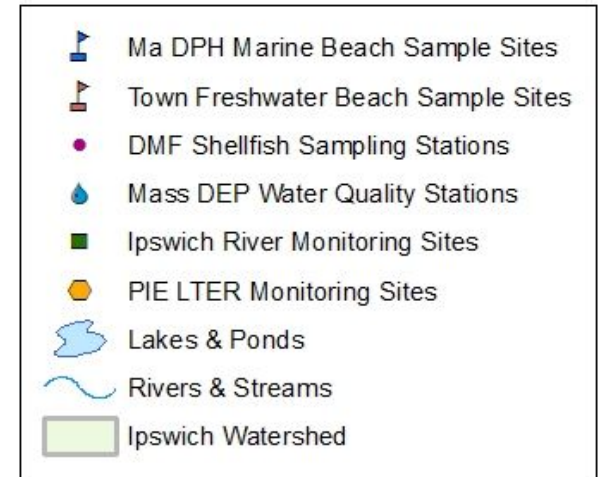 Ma DPH Marine Beach Sample Sites
Town Freshwater Beach Sample Sites
DMF Shellfish Sampling Stations
Mass DEP Water Quality Stations
Ipswich River Monitoring Sites
PIE LTER Monitoring Sites
Lakes & Ponds
Rivers & Streams
Ipswich Watershed